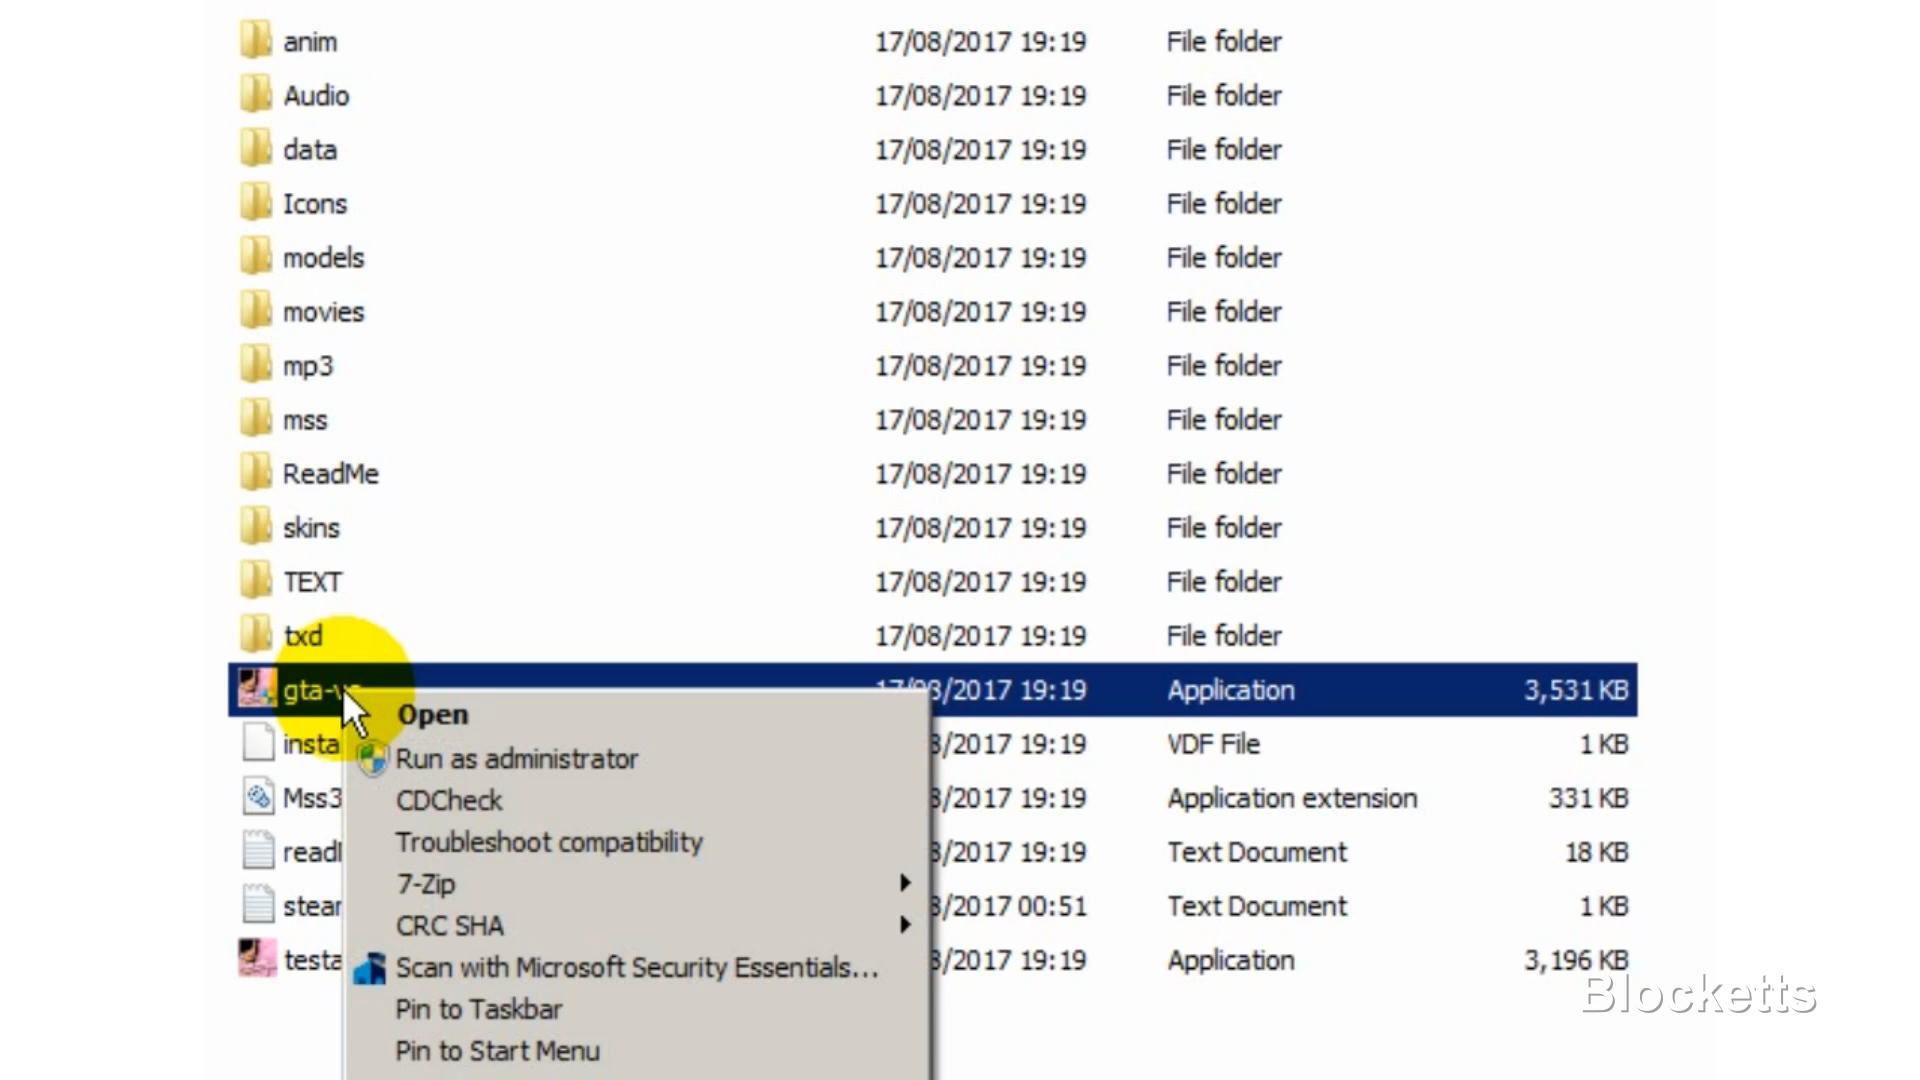 anim 17/08/2017 19:19 File folder
Audio 17/08/2017 19:19 File folder
data 17/08/2017 19:19 File folder
Icons 17/08/2017 19:19 File folder
models 17/08/2017 19:19 File folder
movies 17/08/2017 19:19 File folder
mp3 17/08/2017 19:19 File folder
mss 17/08/2017 19:19 File folder
ReadMe 17/08/2017 19:19 File folder
skins 17/08/2017 19:19 File folder
TEXT 17/08/2017 19:19 File folder
txd 17/08/2017 19:19 File folder
gta-vc 17/08/2017 19:19 Application 3,531 KB
Open
insta 8/2017 19:19 VDF File 1 KB
Run as administrator
Mss3 8/2017 19:19 Application extension 331 KB
CDCheck
Troubleshoot compatibility
read 8/2017 19:19 Text Document 18 KB
7-Zip
stear 8/2017 00:51 Text Document 1 KB
CRC SHA
testa 8/2017 19:19 Application 3,196 KB
Scan with Microsoft Security Essentials...
Blocketts
Pin to Taskbar
Pin to Start Menu